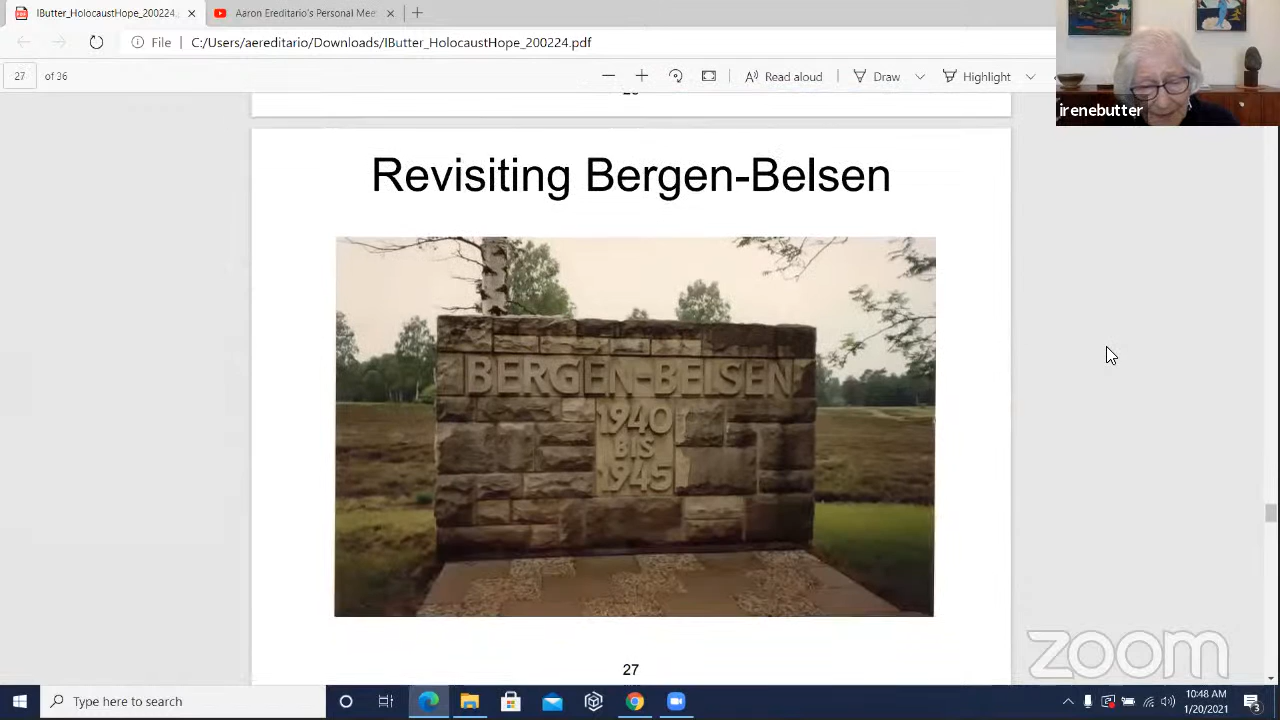 IButter_HolocaustHope_200224.
Aaron Ereditario's Personal Mee
File
C:/Users/aereditario/Downloads/IButter_HolocaustHope_200224.pdf
27 of 36
Read aloud
Draw
Highlight
irenebutter
Revisiting Bergen-Belsen
BERGEN-BELSEN
1940
BIS
1945
27
zoom
Type here to search
10:48 AM
1/20/2021
3